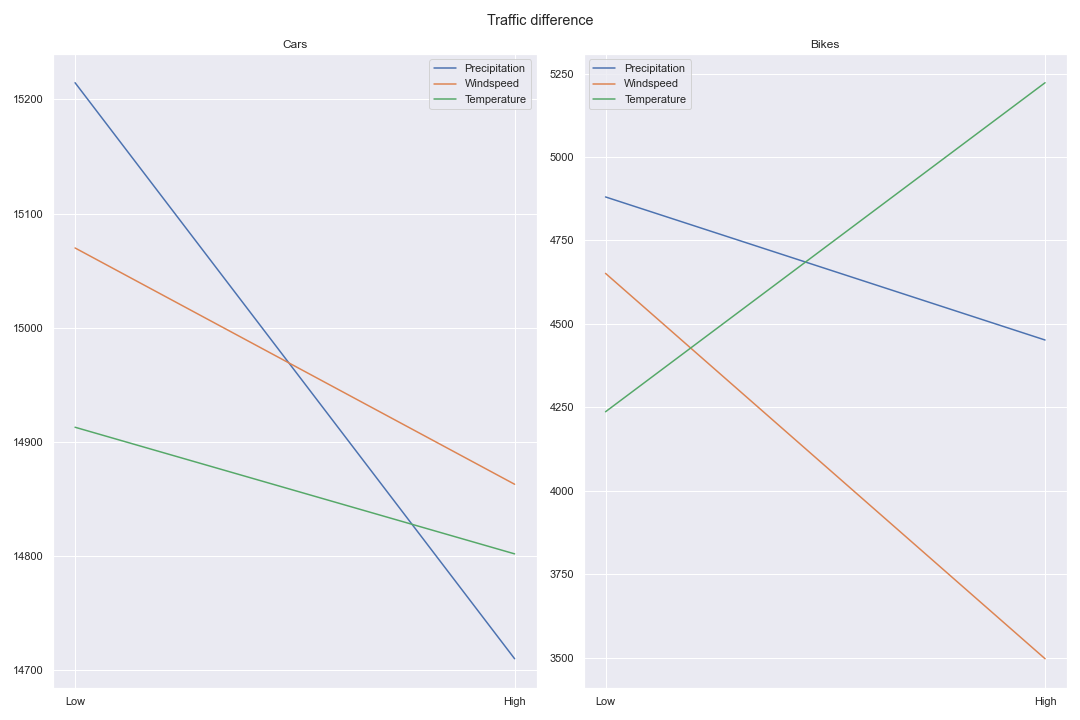 Traffic difference
Cars
Precipitation
Windspeed
Temperature
15200
15100
15000
14900
14800
14700
Low
High
Bikes
Precipitation
Windspeed
Temperature
5250
5000
4750
4500
4250
4000
3750
3500
Low
High